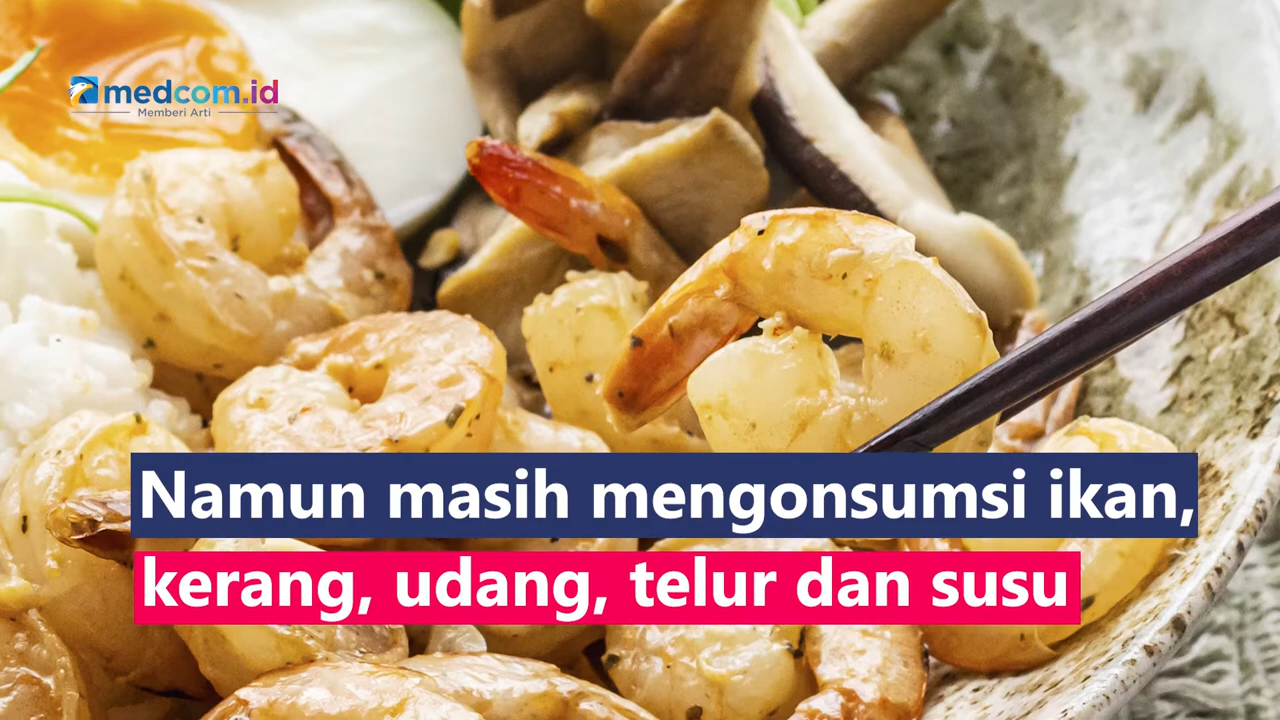 medcom.id
Memberi Arti
Namun masih mengonsumsi ikan,
kerang, udang, telur dan susu